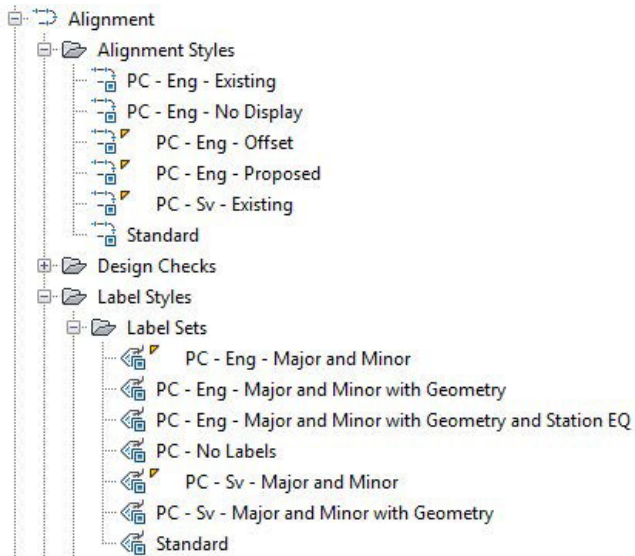 Alignment
Alignment Styles
PC - Eng - Existing
PC - Eng - No Display
PC - Eng - Offset
PC - Eng - Proposed
PC - Sv - Existing
Standard
Design Checks
Label Styles
Label Sets
PC - Eng - Major and Minor
PC - Eng - Major and Minor with Geometry
PC - Eng - Major and Minor with Geometry and Station EQ
PC - No Labels
PC - Sv - Major and Minor
PC - Sv - Major and Minor with Geometry
Standard